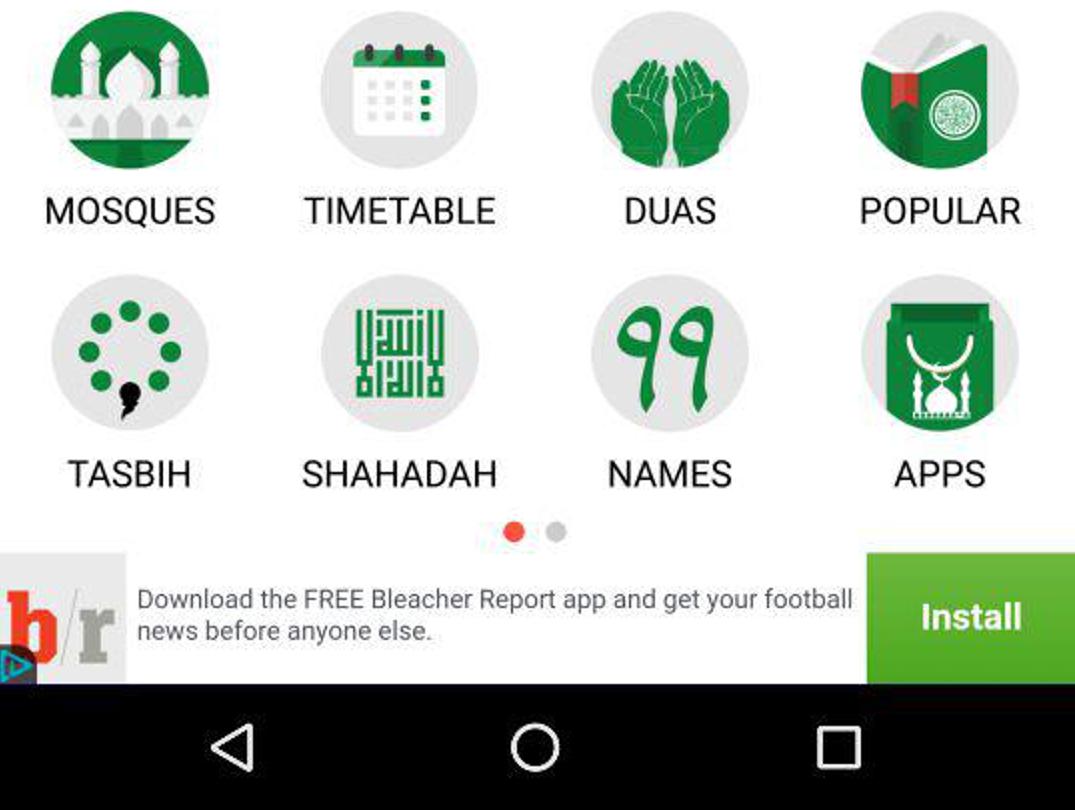 MOSQUES TIMETABLE DUAS POPULAR
٩٩
TASBIH SHAHADAH NAMES APPS
b/r
Download the FREE Bleacher Report app and get your football
news before anyone else.
Install